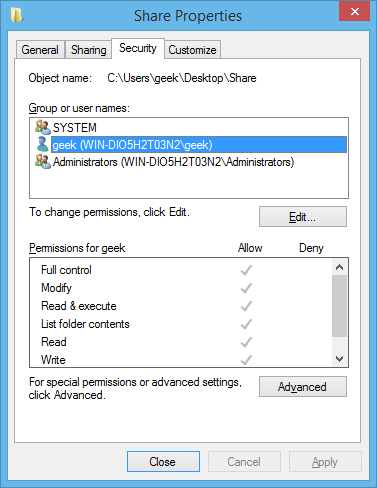 Share Properties
General Sharing Security Customize
Object name: C:\Users\geek\Desktop\Share
Group or user names:
SYSTEM
geek (WIN-DIO5H2T03N2\geek)
Administrators (WIN-DIO5H2T03N2\Administrators)
To change permissions, click Edit.
Edit...
Permissions for geek Allow Deny
Full control
Modify
Read & execute
List folder contents
Read
Write
For special permissions or advanced settings,
click Advanced.
Advanced
Close Cancel Apply